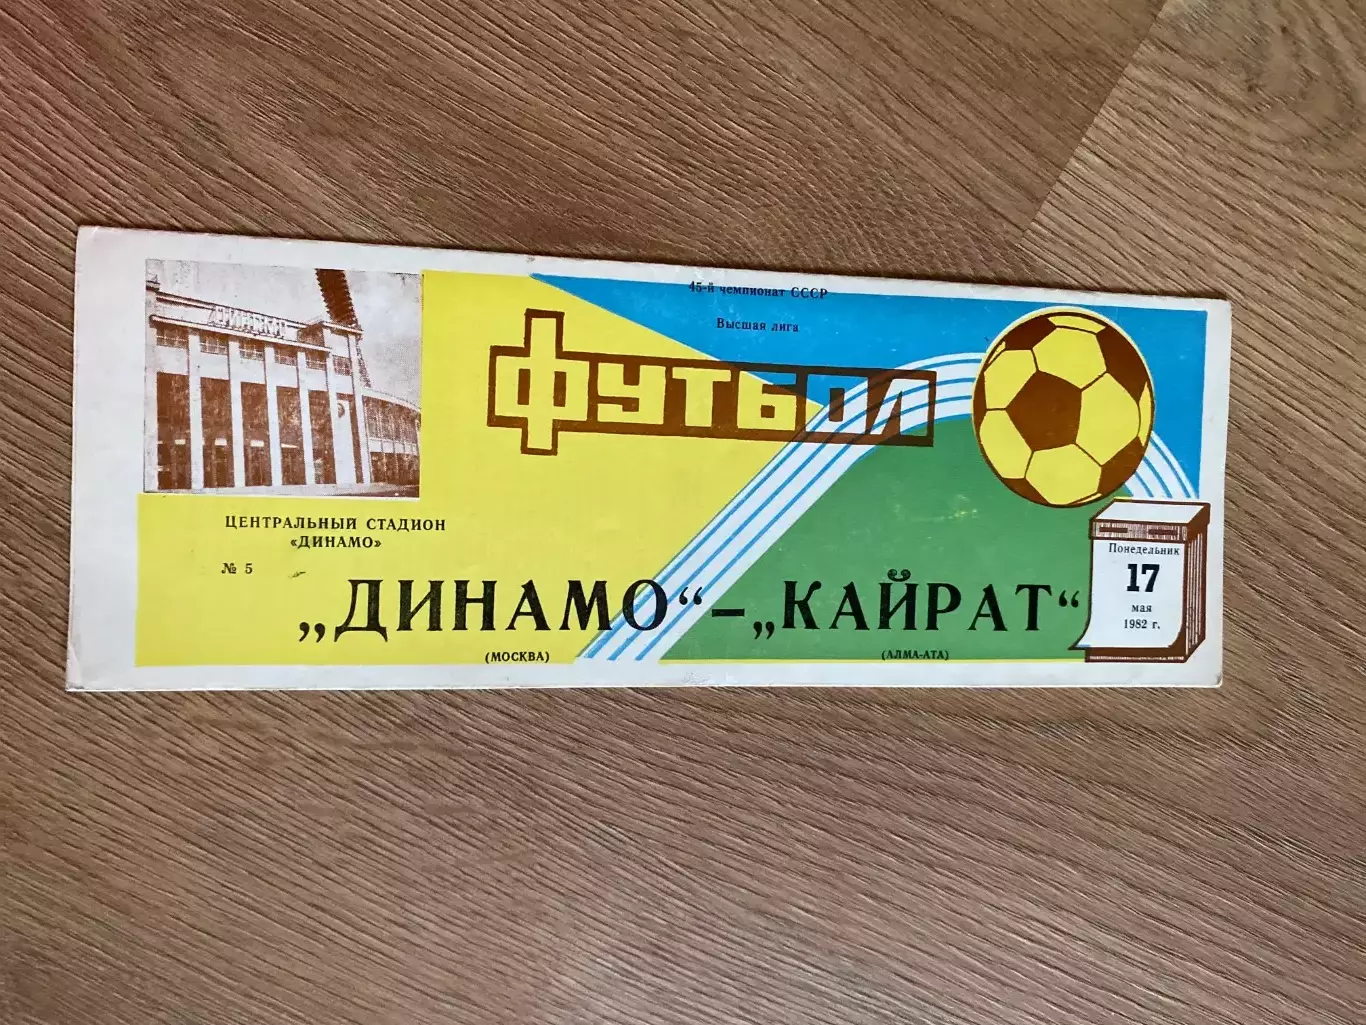 ДИНАМО
45-й чемпионат СССР
Высшая лига
ФУТБОЛ
ЦЕНТРАЛЬНЫЙ СТАДИОН
«ДИНАМО»
№ 5
„ДИНАМО“ – „КАЙРАТ“
(МОСКВА)
(АЛМА-АТА)
Понедельник
17
мая
1982 г.